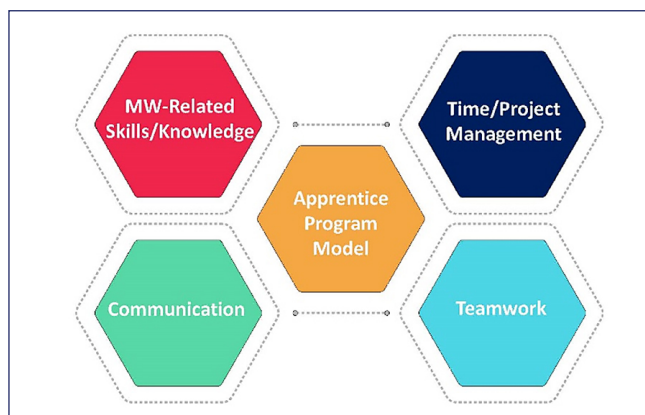 MW-Related
Skills/Knowledge
Time/Project
Management
Apprentice
Program
Model
Communication
Teamwork